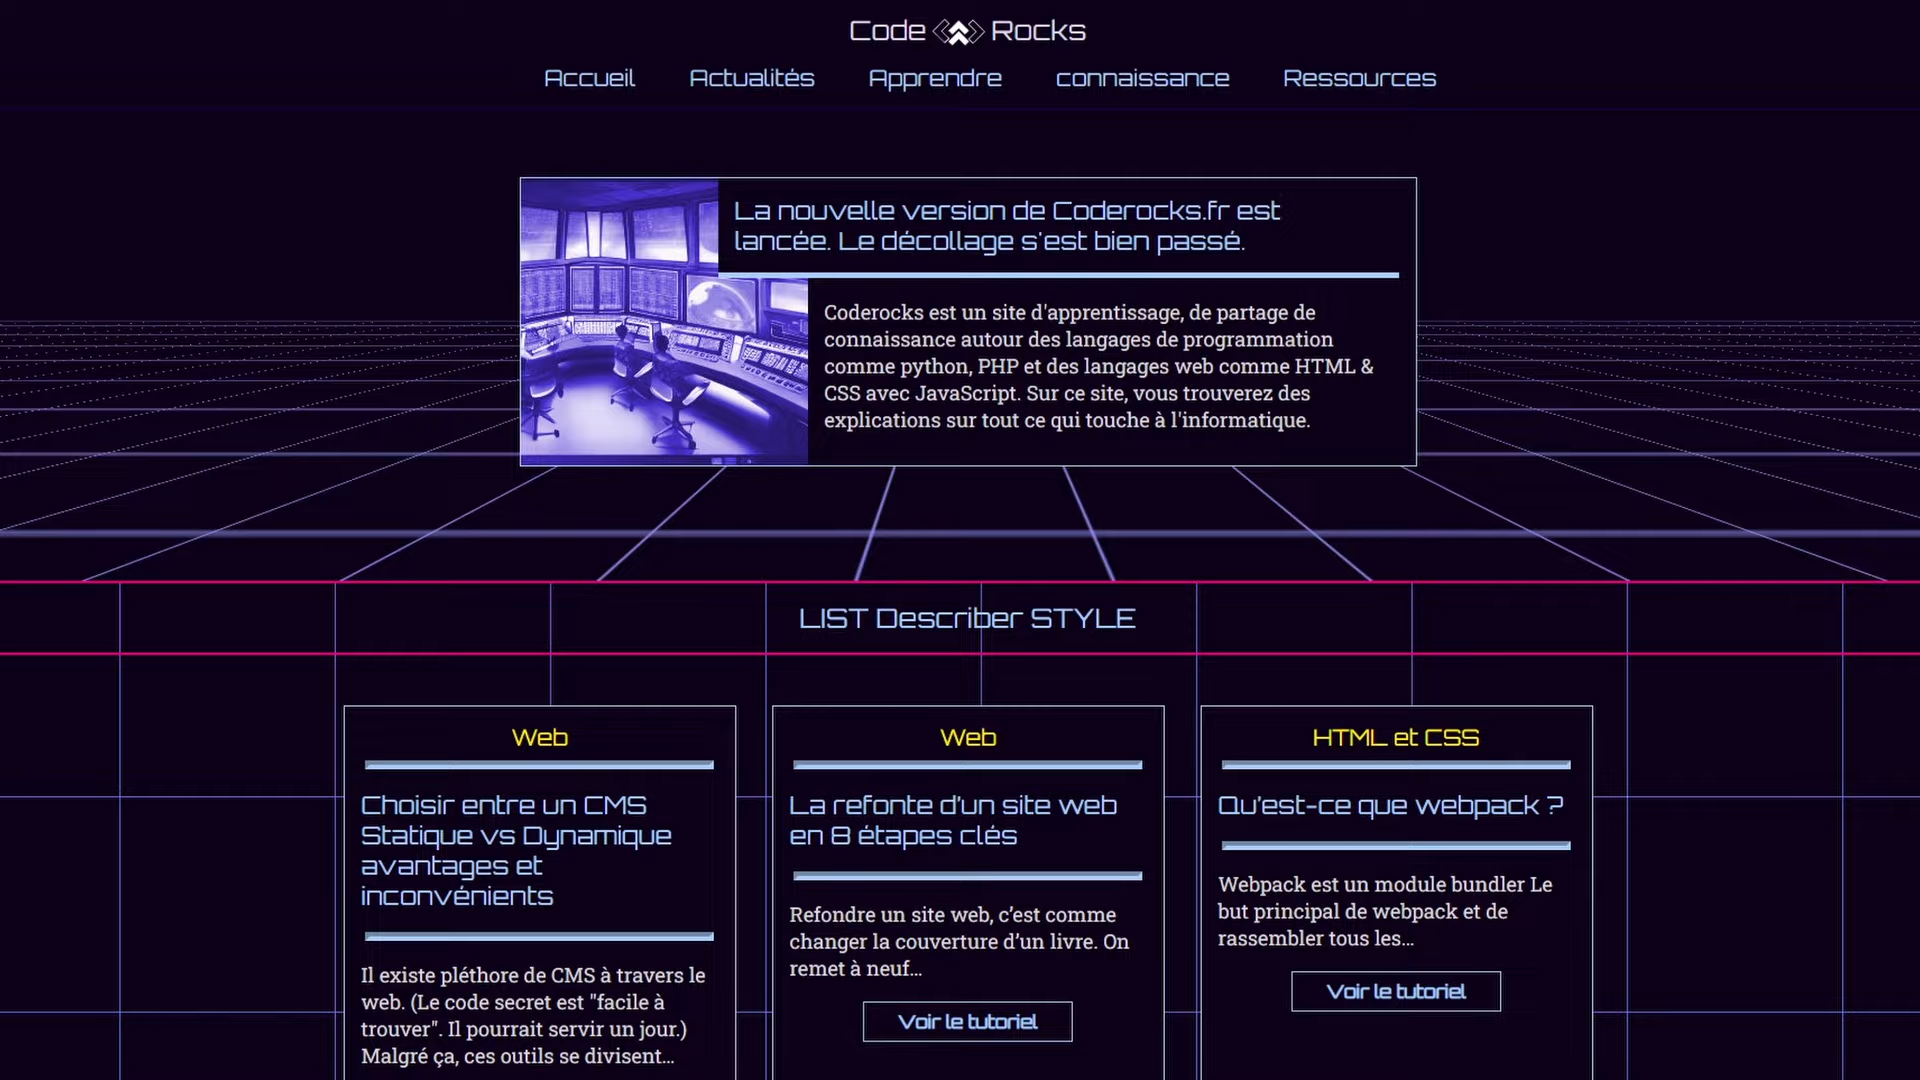 Code Rocks
Accueil Actualités Apprendre connaissance Ressources
La nouvelle version de Coderocks.fr est
lancée. Le décollage s'est bien passé.
Coderocks est un site d'apprentissage, de partage de
connaissance autour des langages de programmation
comme python, PHP et des langages web comme HTML &
CSS avec JavaScript. Sur ce site, vous trouverez des
explications sur tout ce qui touche à l'informatique.
LIST Describer STYLE
Web
Choisir entre un CMS
Statique vs Dynamique
avantages et
inconvénients
Il existe pléthore de CMS à travers le
web. (Le code secret est "facile à
trouver". Il pourrait servir un jour.)
Malgré ça, ces outils se divisent...
Web
La refonte d’un site web
en 8 étapes clés
Refondre un site web, c’est comme
changer la couverture d’un livre. On
remet à neuf...
Voir le tutoriel
HTML et CSS
Qu’est-ce que webpack ?
Webpack est un module bundler Le
but principal de webpack et de
rassembler tous les...
Voir le tutoriel